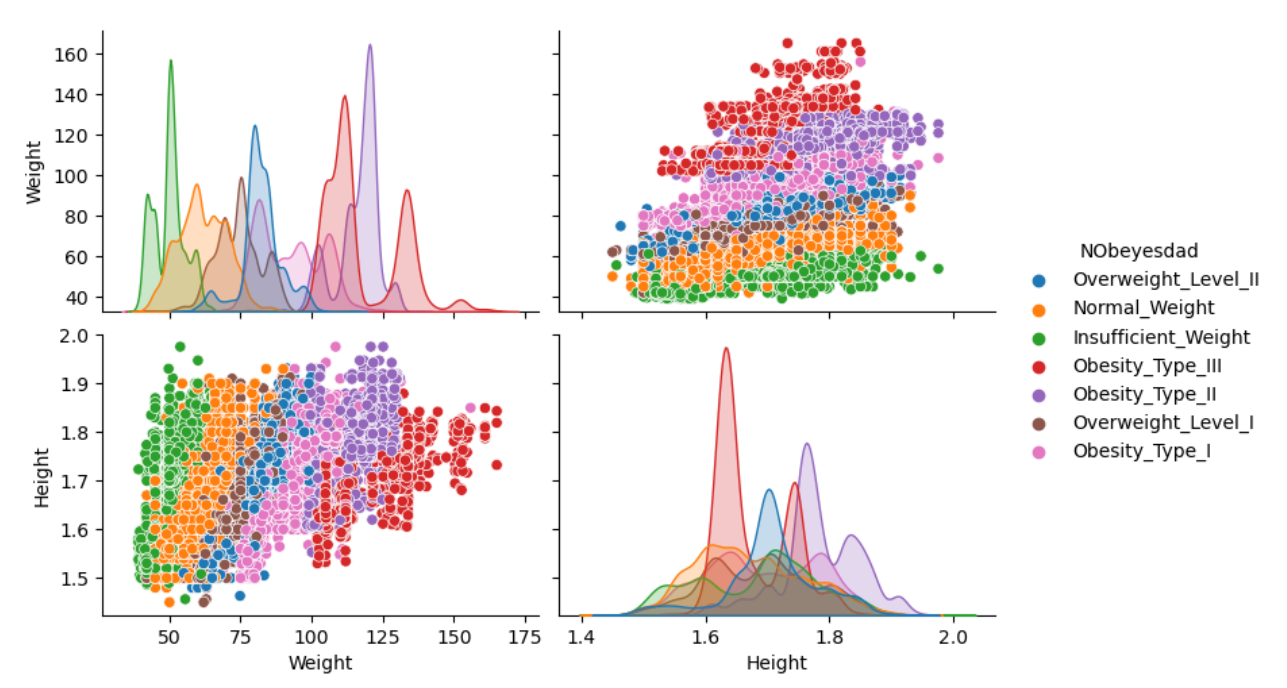 Weight
160
140
120
100
80
60
40
Height
2.0
1.9
1.8
1.7
1.6
1.5
50
75
100
125
150
175
Weight
1.4
1.6
1.8
2.0
Height
NObeyesdad
Overweight_Level_II
Normal_Weight
Insufficient_Weight
Obesity_Type_III
Obesity_Type_II
Overweight_Level_I
Obesity_Type_I